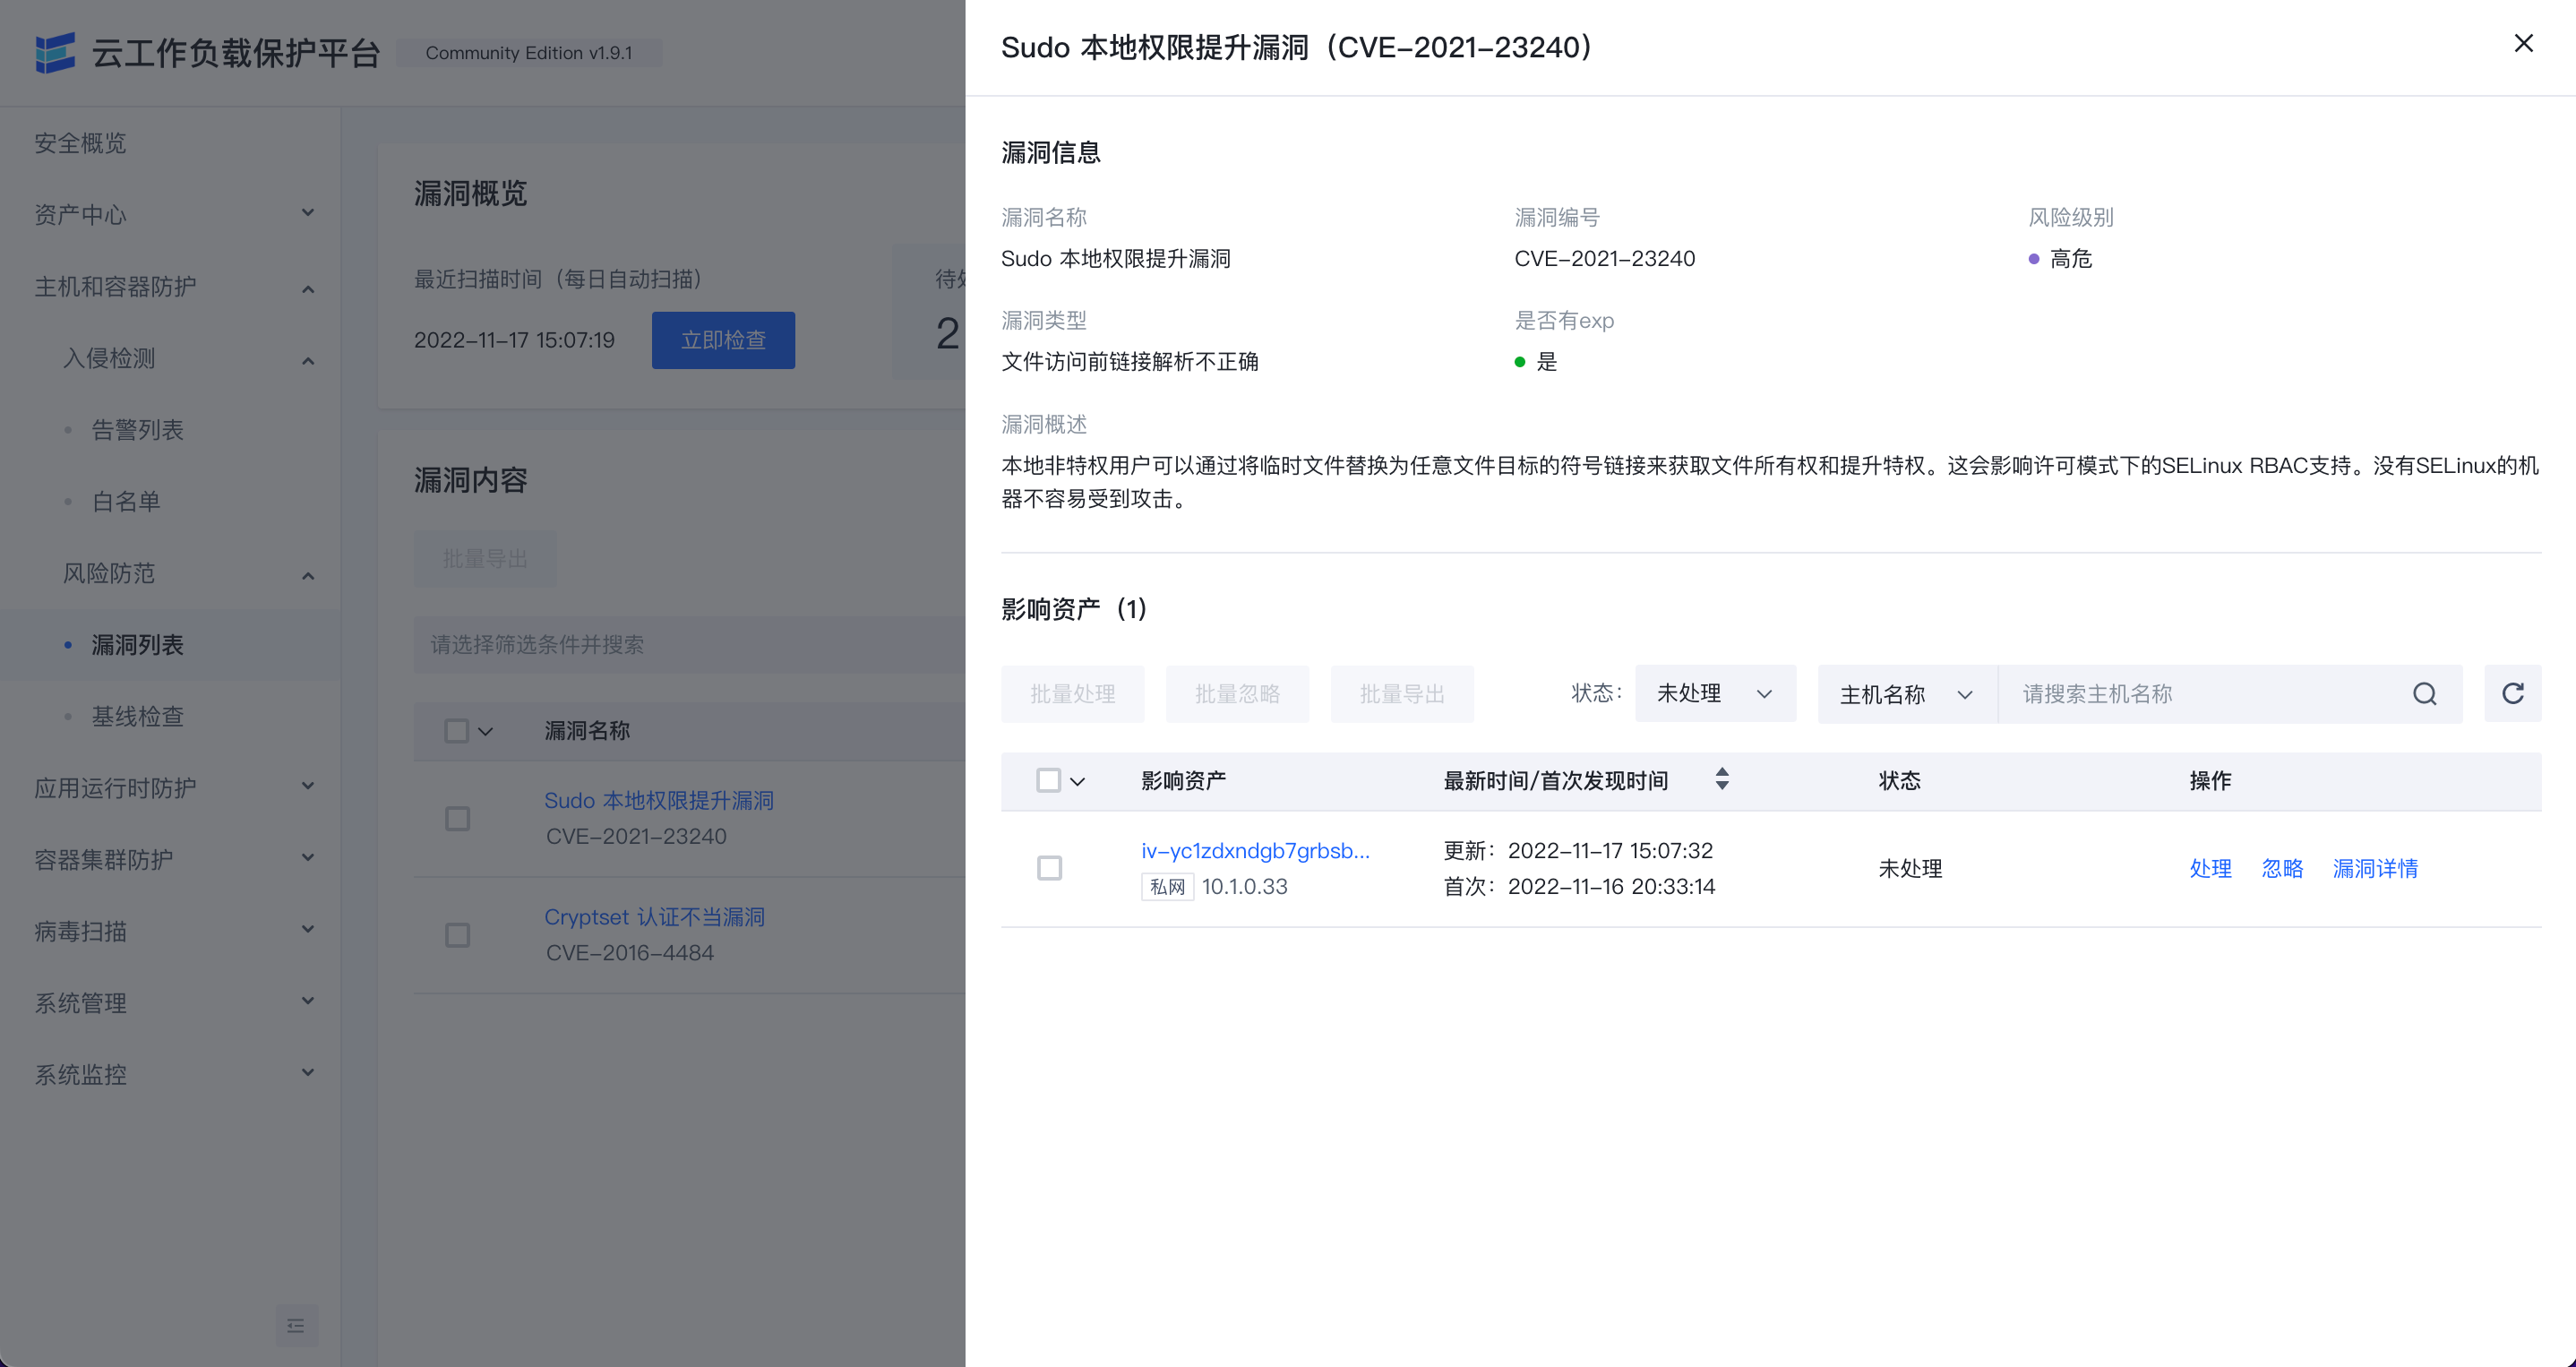 云工作负载保护平台
Community Edition v1.9.1
安全概览
资产中心
主机和容器防护
入侵检测
告警列表
白名单
风险防范
漏洞列表
基线检查
应用运行时防护
容器集群防护
病毒扫描
系统管理
系统监控
漏洞概览
最近扫描时间（每日自动扫描）
2022-11-17 15:07:19
立即检查
待处
2
漏洞内容
批量导出
请选择筛选条件并搜索
漏洞名称
Sudo 本地权限提升漏洞
CVE-2021-23240
Cryptset 认证不当漏洞
CVE-2016-4484
Sudo 本地权限提升漏洞（CVE-2021-23240）
漏洞信息
漏洞名称 漏洞编号 风险级别
Sudo 本地权限提升漏洞 CVE-2021-23240 高危
漏洞类型 是否有exp
文件访问前链接解析不正确 是
漏洞概述
本地非特权用户可以通过将临时文件替换为任意文件目标的符号链接来获取文件所有权和提升特权。这会影响许可模式下的SELinux RBAC支持。没有SELinux的机
器不容易受到攻击。
影响资产（1）
批量处理 批量忽略 批量导出 状态： 未处理 主机名称 请搜索主机名称
影响资产 最新时间/首次发现时间 状态 操作
iv-yc1zdxndgb7grbsb... 更新： 2022-11-17 15:07:32 未处理 处理 忽略 漏洞详情
私网 10.1.0.33 首次： 2022-11-16 20:33:14